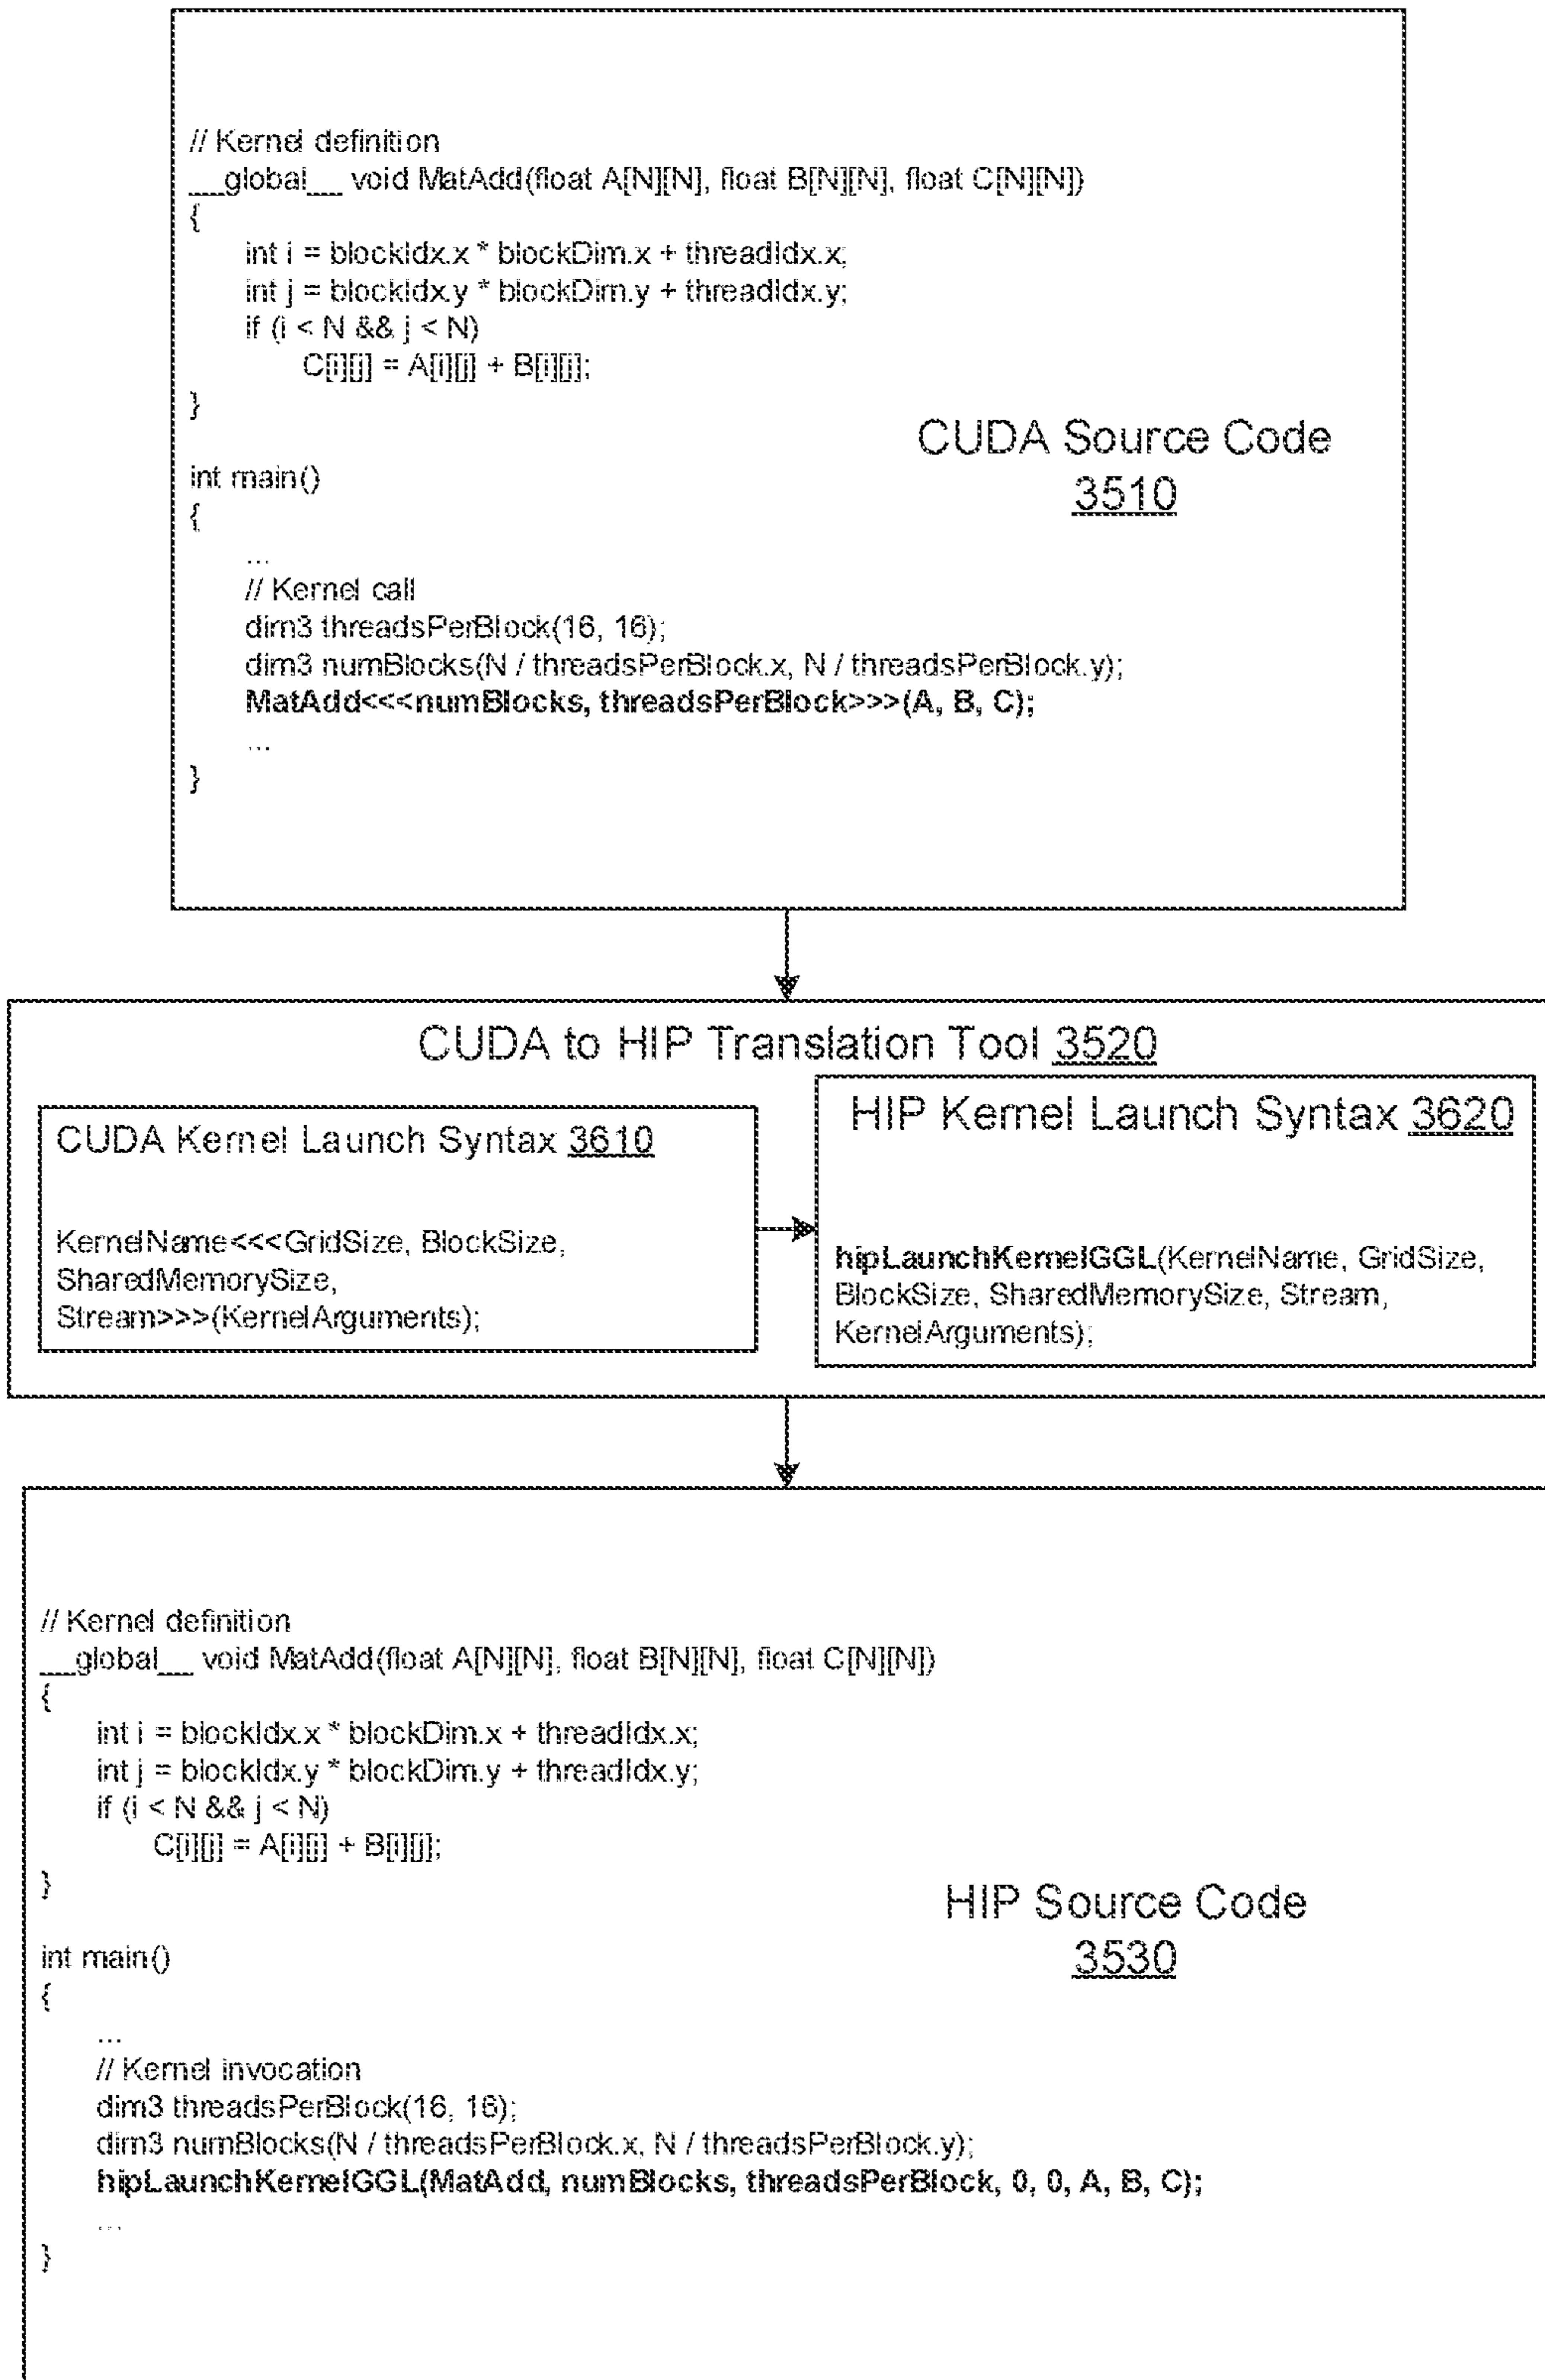 // Kernel definition
__global__ void MatAdd(float A[N][N], float B[N][N], float C[N][N])
{
int i = blockIdx.x * blockDim.x + threadIdx.x;
int j = blockIdx.y * blockDim.y + threadIdx.y;
if (i < N && j < N)
C[i][j] = A[i][j] + B[i][j];
}
CUDA Source Code
3510
int main()
{
...
// Kernel call
dim3 threadsPerBlock(16, 16);
dim3 numBlocks(N / threadsPerBlock.x, N / threadsPerBlock.y);
MatAdd<<<numBlocks, threadsPerBlock>>>(A, B, C);
...
}
CUDA to HIP Translation Tool 3520
CUDA Kernel Launch Syntax 3610
KernelName<<<GridSize, BlockSize,
SharedMemorySize,
Stream>>>(KernelArguments);
HIP Kernel Launch Syntax 3620
hipLaunchKernelGGL(KernelName, GridSize,
BlockSize, SharedMemorySize, Stream,
KernelArguments);
// Kernel definition
__global__ void MatAdd(float A[N][N], float B[N][N], float C[N][N])
{
int i = blockIdx.x * blockDim.x + threadIdx.x;
int j = blockIdx.y * blockDim.y + threadIdx.y;
if (i < N && j < N)
C[i][j] = A[i][j] + B[i][j];
}
HIP Source Code
3530
int main()
{
...
// Kernel invocation
dim3 threadsPerBlock(16, 16);
dim3 numBlocks(N / threadsPerBlock.x, N / threadsPerBlock.y);
hipLaunchKernelGGL(MatAdd, numBlocks, threadsPerBlock, 0, 0, A, B, C);
...
}